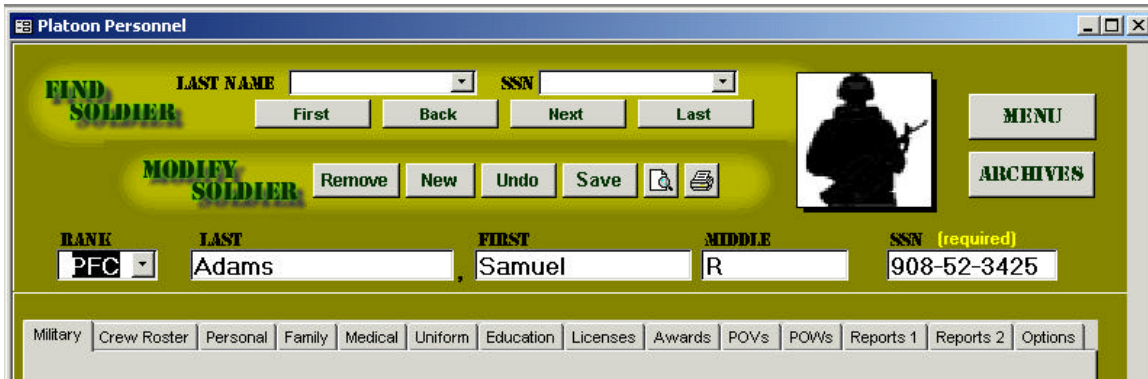 Platoon Personnel
FIND SOLDIER
LAST NAME SSN
First Back Next Last
MENU
ARCHIVES
MODIFY SOLDIER
Remove New Undo Save
RANK LAST FIRST MIDDLE SSN (required)
PFC Adams , Samuel R 908-52-3425
Military Crew Roster Personal Family Medical Uniform Education Licenses Awards POVs POWs Reports 1 Reports 2 Options